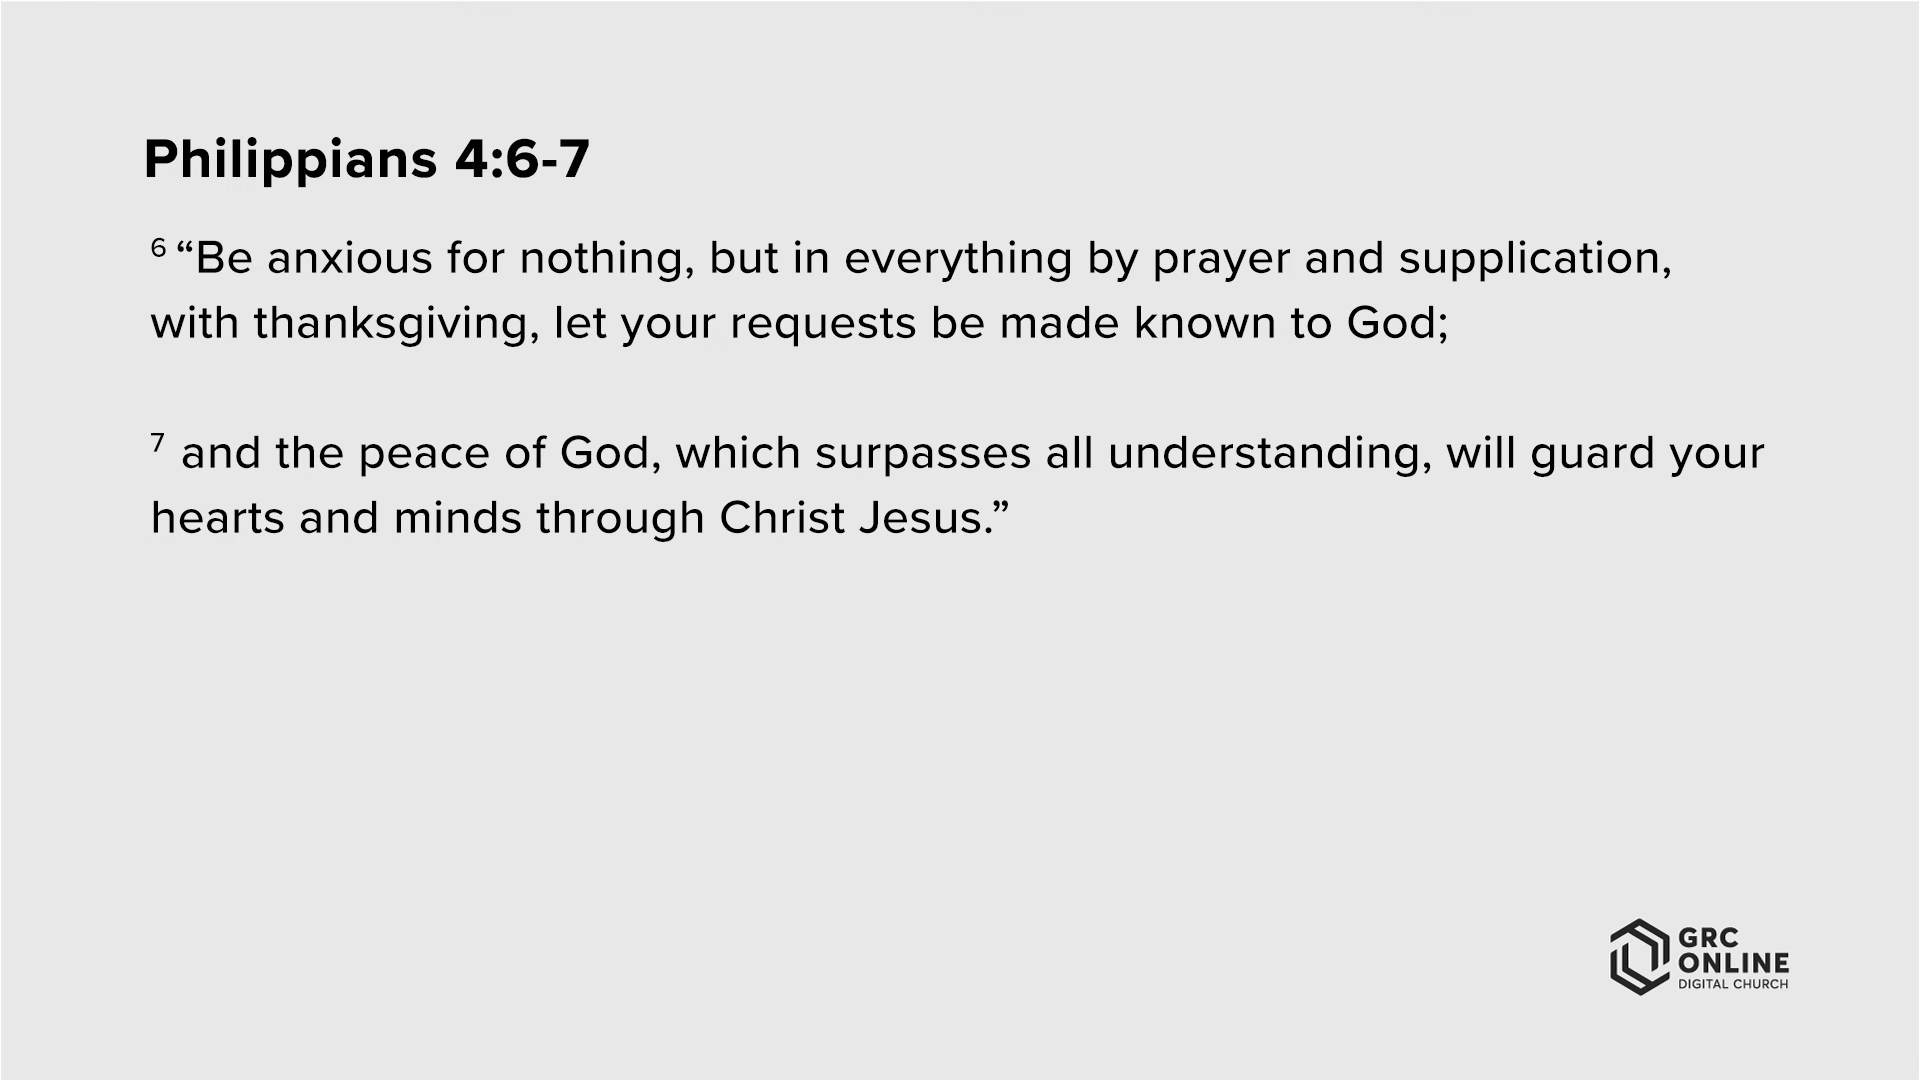 Philippians 4:6-7
6 “Be anxious for nothing, but in everything by prayer and supplication,
with thanksgiving, let your requests be made known to God;
7 and the peace of God, which surpasses all understanding, will guard your
hearts and minds through Christ Jesus.”
GRC
ONLINE
DIGITAL CHURCH